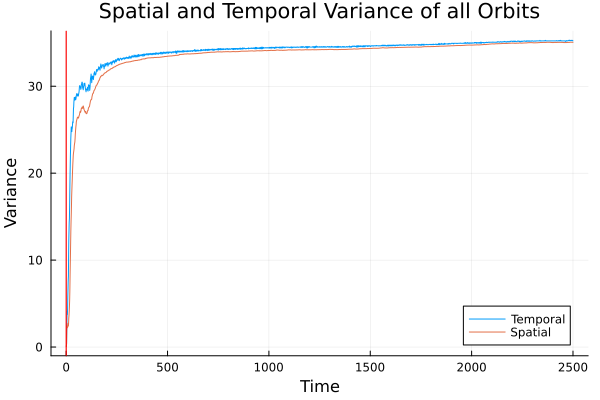 Spatial and Temporal Variance of all Orbits
Variance
30
20
10
0
0 500 1000 1500 2000 2500
Time
Temporal
Spatial